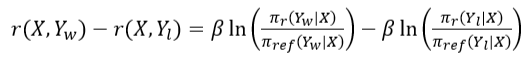 r(X, Y_w) − r(X, Y_l) = β ln(π_r(Y_w|X)/π_ref(Y_w|X)) − β ln(π_r(Y_l|X)/π_ref(Y_l|X))